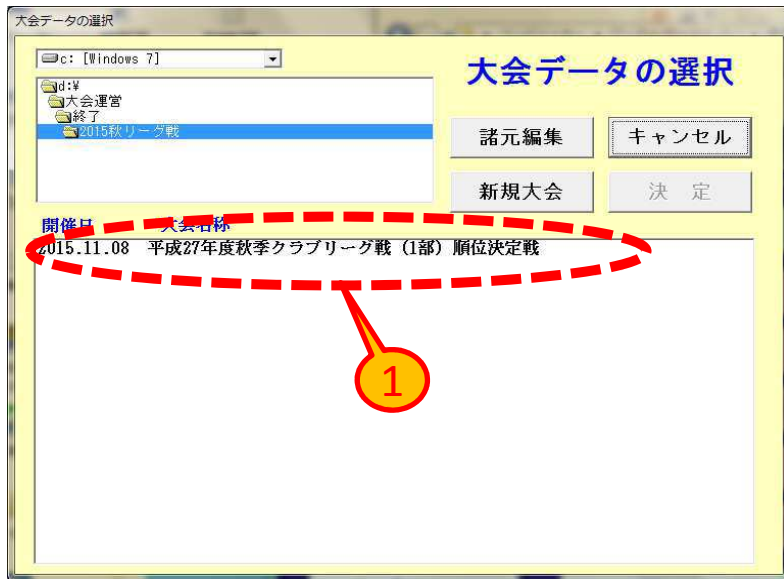 大会データの選択
c: [Windows 7]
大会データの選択
d:¥
大会運営
終了
2015秋リーグ戦
諸元編集
キャンセル
新規大会
決 定
開催日 大会名称
2015.11.08 平成27年度秋季クラブリーグ戦 (1部) 順位決定戦
1